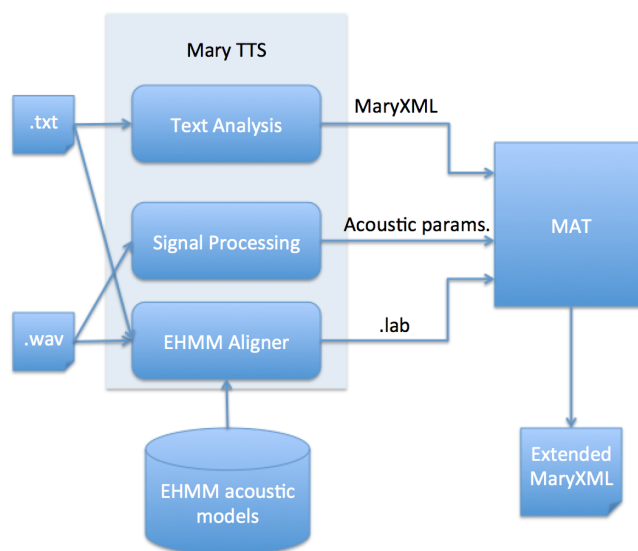 Mary TTS
.txt
Text Analysis
MaryXML
Signal Processing
Acoustic params.
MAT
.wav
EHMM Aligner
.lab
EHMM acoustic
models
Extended
MaryXML